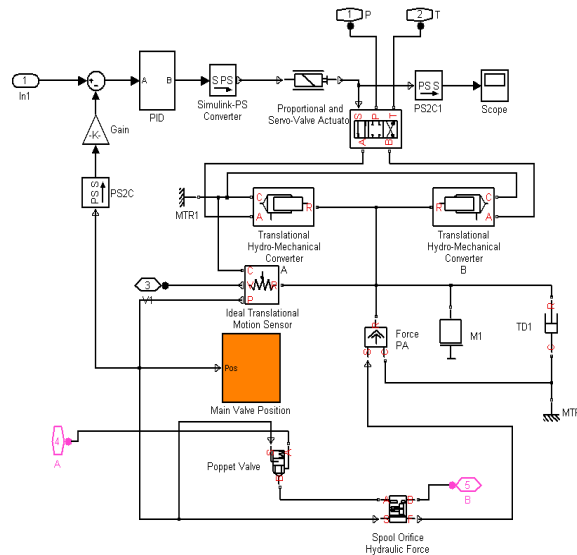 1
P
2
T
1
In1
A
B
PID
S PS
Simulink-PS
Converter
Proportional and
Servo-Valve Actuato
PS S
PS2C1
Scope
-K-
Gain
S
P
T
A
B
PS S
PS2C
MTR1
C
A
R
Translational
Hydro-Mechanical
Converter
A
R
C
A
Translational
Hydro-Mechanical
Converter
B
3
V1
C
V
R
P
Ideal Translational
Motion Sensor
R
S
C
Force
PA
M1
TD1
R
C
MTR
Pos
Main Valve Position
4
A
S
A
B
Poppet Valve
A
B
S
F
Spool Orifice
Hydraulic Force
5
B